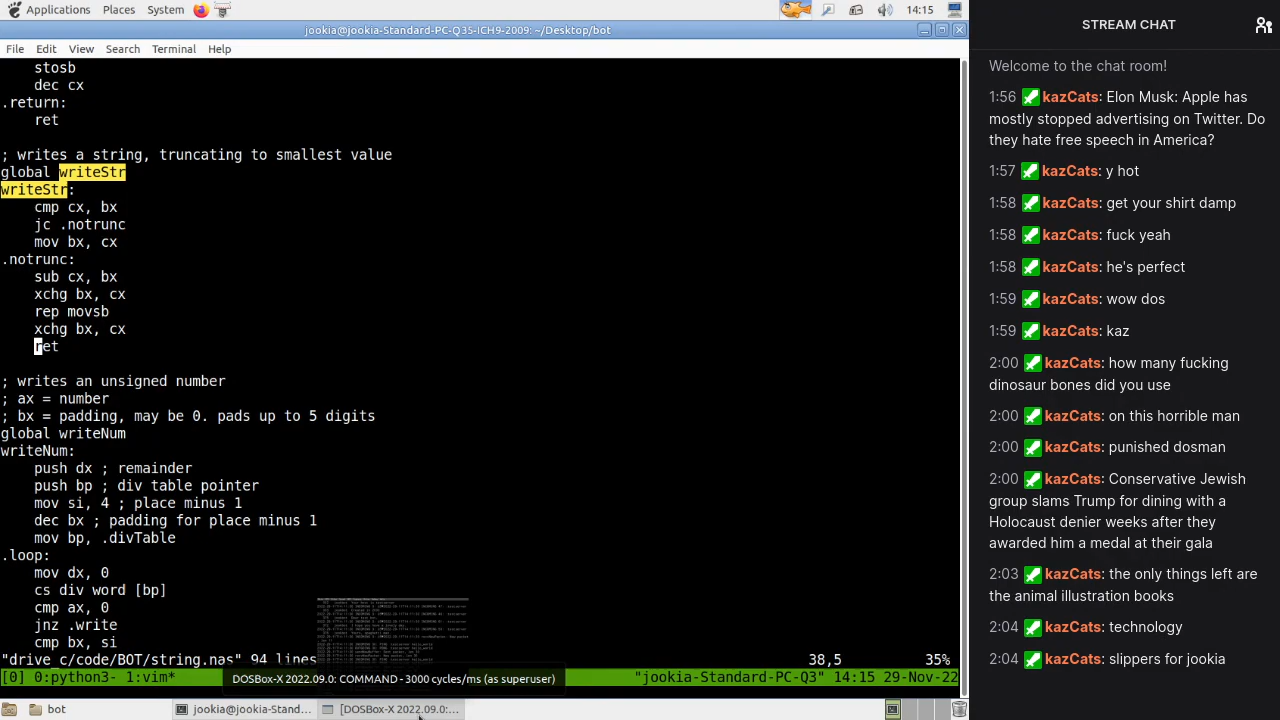 Applications Places System 14:15
jookia@jookia-Standard-PC-Q35-ICH9-2009: ~/Desktop/bot
File Edit View Search Terminal Help
stosb
dec cx
.return:
ret
; writes a string, truncating to smallest value
global writeStr
writeStr:
cmp cx, bx
jc .notrunc
mov bx, cx
.notrunc:
sub cx, bx
xchg bx, cx
rep movsb
xchg bx, cx
ret
; writes an unsigned number
; ax = number
; bx = padding, may be 0. pads up to 5 digits
global writeNum
writeNum:
push dx ; remainder
push bp ; div table pointer
mov si, 4 ; place minus 1
dec bx ; padding for place minus 1
mov bp, .divTable
.loop:
mov dx, 0
cs div word [bp]
cmp ax, 0
jnz .write
cmp bx, si
"drive_c/code/bot/string.nas" 94 lines 38,5 35%
[0] 0:python3- 1:vim* "jookia-Standard-PC-Q3" 14:15 29-Nov-22
DOSBox-X 2022.09.0: COMMAND - 3000 cycles/ms (as superuser)
bot jookia@jookia-Stand... [DOSBox-X 2022.09.0:...
STREAM CHAT
Welcome to the chat room!
1:56 kazCats: Elon Musk: Apple has
mostly stopped advertising on Twitter. Do
they hate free speech in America?
1:57 kazCats: y hot
1:58 kazCats: get your shirt damp
1:58 kazCats: fuck yeah
1:58 kazCats: he's perfect
1:59 kazCats: wow dos
1:59 kazCats: kaz
2:00 kazCats: how many fucking
dinosaur bones did you use
2:00 kazCats: on this horrible man
2:00 kazCats: punished dosman
2:00 kazCats: Conservative Jewish
group slams Trump for dining with a
Holocaust denier weeks after they
awarded him a medal at their gala
2:03 kazCats: the only things left are
the animal illustration books